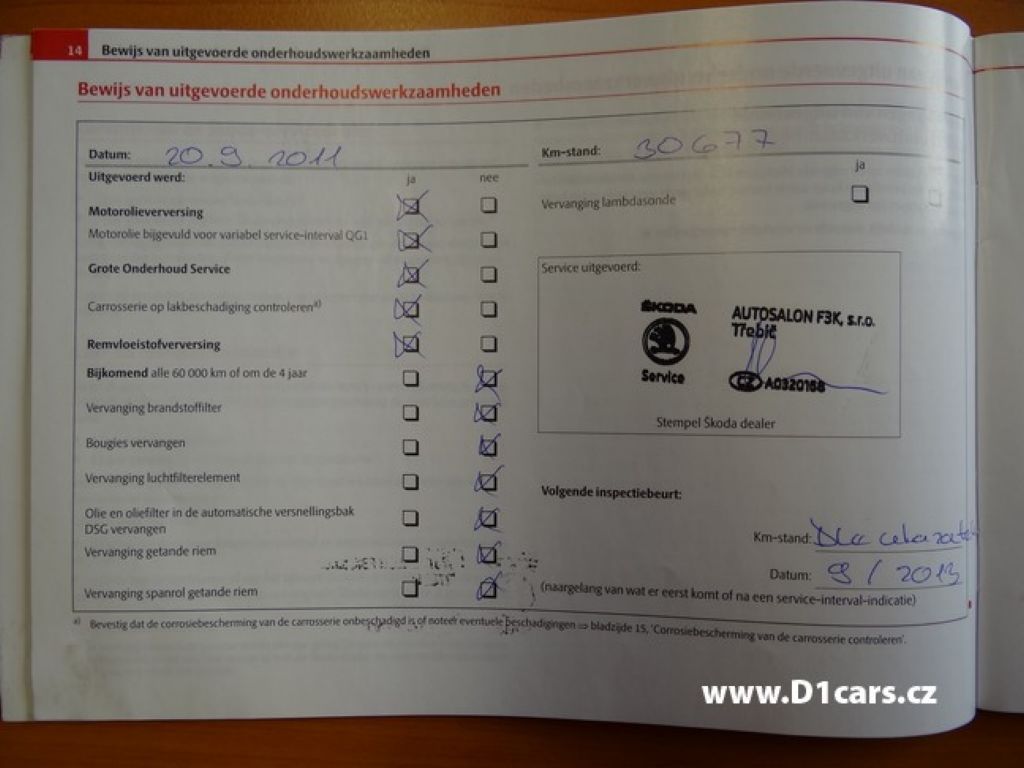 14 Bewijs van uitgevoerde onderhoudswerkzaamheden
Bewijs van uitgevoerde onderhoudswerkzaamheden
Datum: 20.9.2011
Uitgevoerd werd: ja nee
Motorolieverversing
Motorolie bijgevuld voor variabel service-interval QG1
Grote Onderhoud Service
Carrosserie op lakbeschadiging controleren a)
Remvloeistofverversing
Bijkomend alle 60 000 km of om de 4 jaar
Vervanging brandstoffilter
Bougies vervangen
Vervanging luchtfilterelement
Olie en oliefilter in de automatische versnellingsbak
DSG vervangen
Vervanging getande riem
Vervanging spanrol getande riem
Km-stand: 30677
ja
Vervanging lambdasonde
Service uitgevoerd:
ŠKODA
Service
AUTOSALON F3K, s.r.o.
Třebíč
CZ A0320168
Stempel Škoda dealer
Volgende inspectiebeurt:
Km-stand: Dle
Datum: 9/2013
(naargelang van wat er eerst komt of na een service-interval-indicatie)
a) Bevestig dat de corrosiebescherming van de carrosserie onbeschadigd is of noteer eventuele beschadigingen ⇒ bladzijde 15, 'Corrosiebescherming van de carrosserie controleren'.
www.D1cars.cz